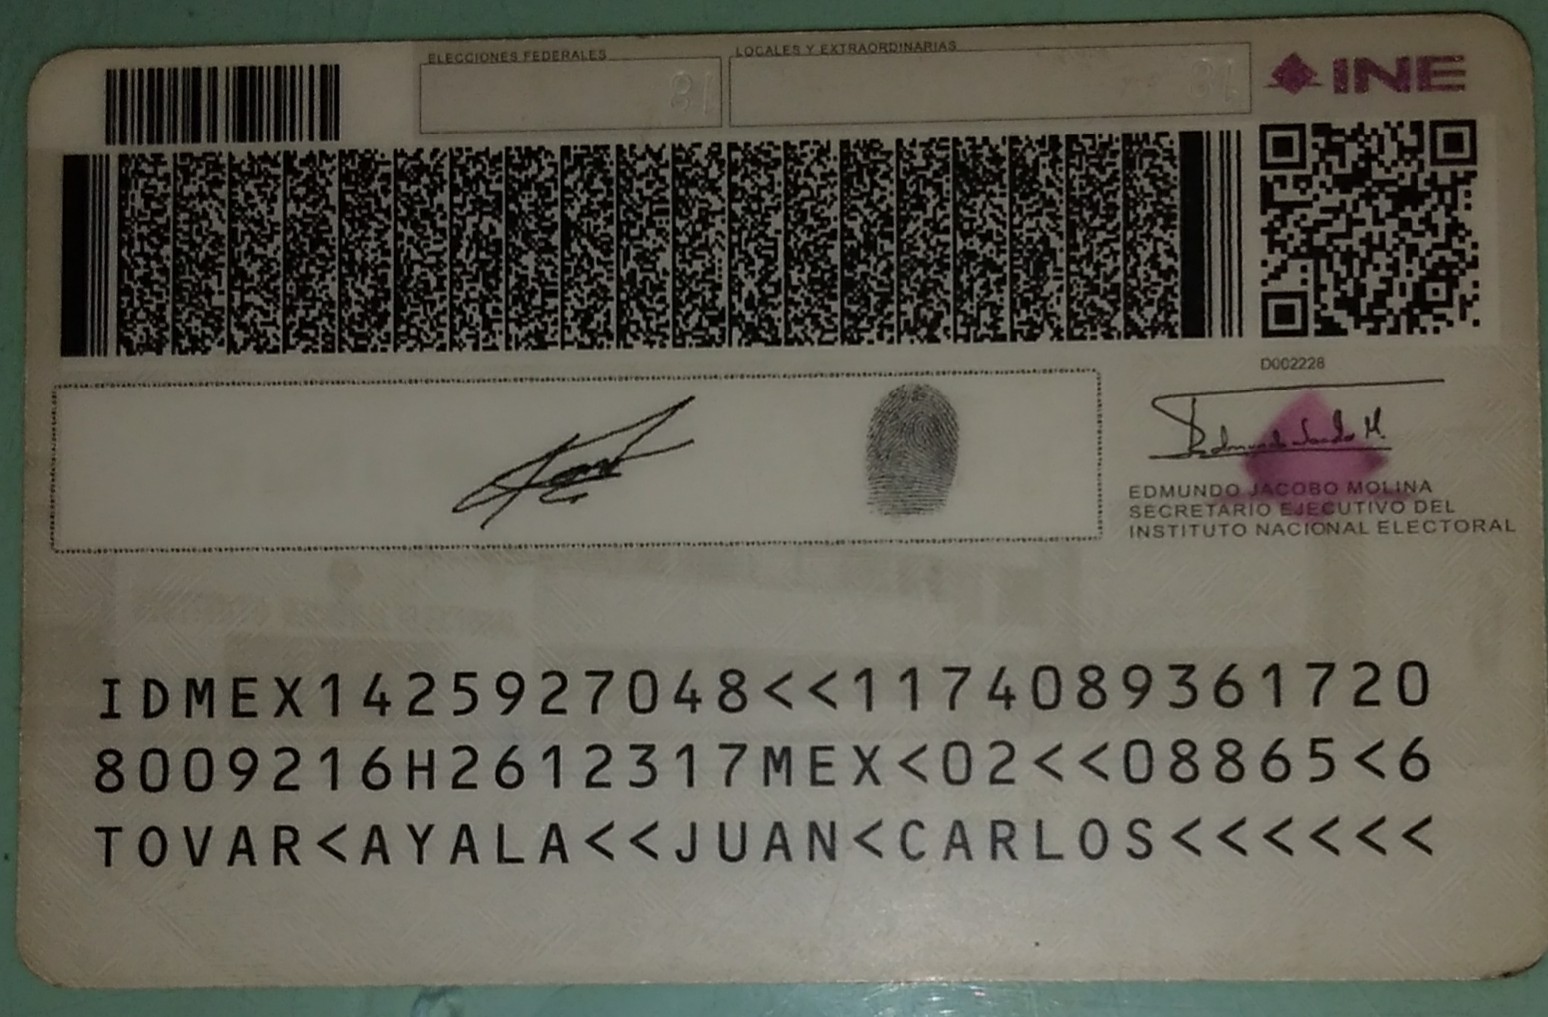 ELECCIONES FEDERALES
LOCALES Y EXTRAORDINARIAS
INE
D002228
EDMUNDO JACOBO MOLINA
SECRETARIO EJECUTIVO DEL
INSTITUTO NACIONAL ELECTORAL
IDMEX1425927048<<1174089361720
8009216H2612317MEX<02<<08865<6
TOVAR<AYALA<<JUAN<CARLOS<<<<<<